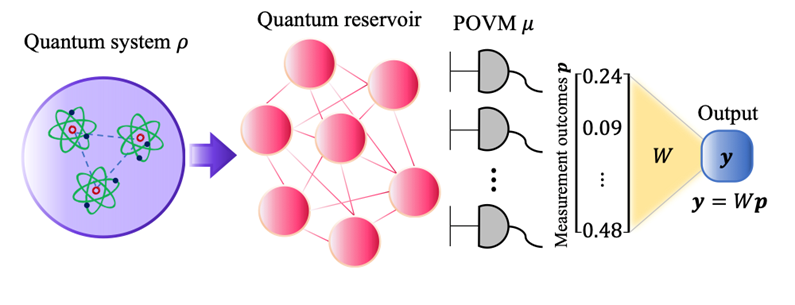 Quantum system ρ
Quantum reservoir
POVM μ
Measurement outcomes p
0.24
0.09
⋮
0.48
W
Output
y
y = Wp